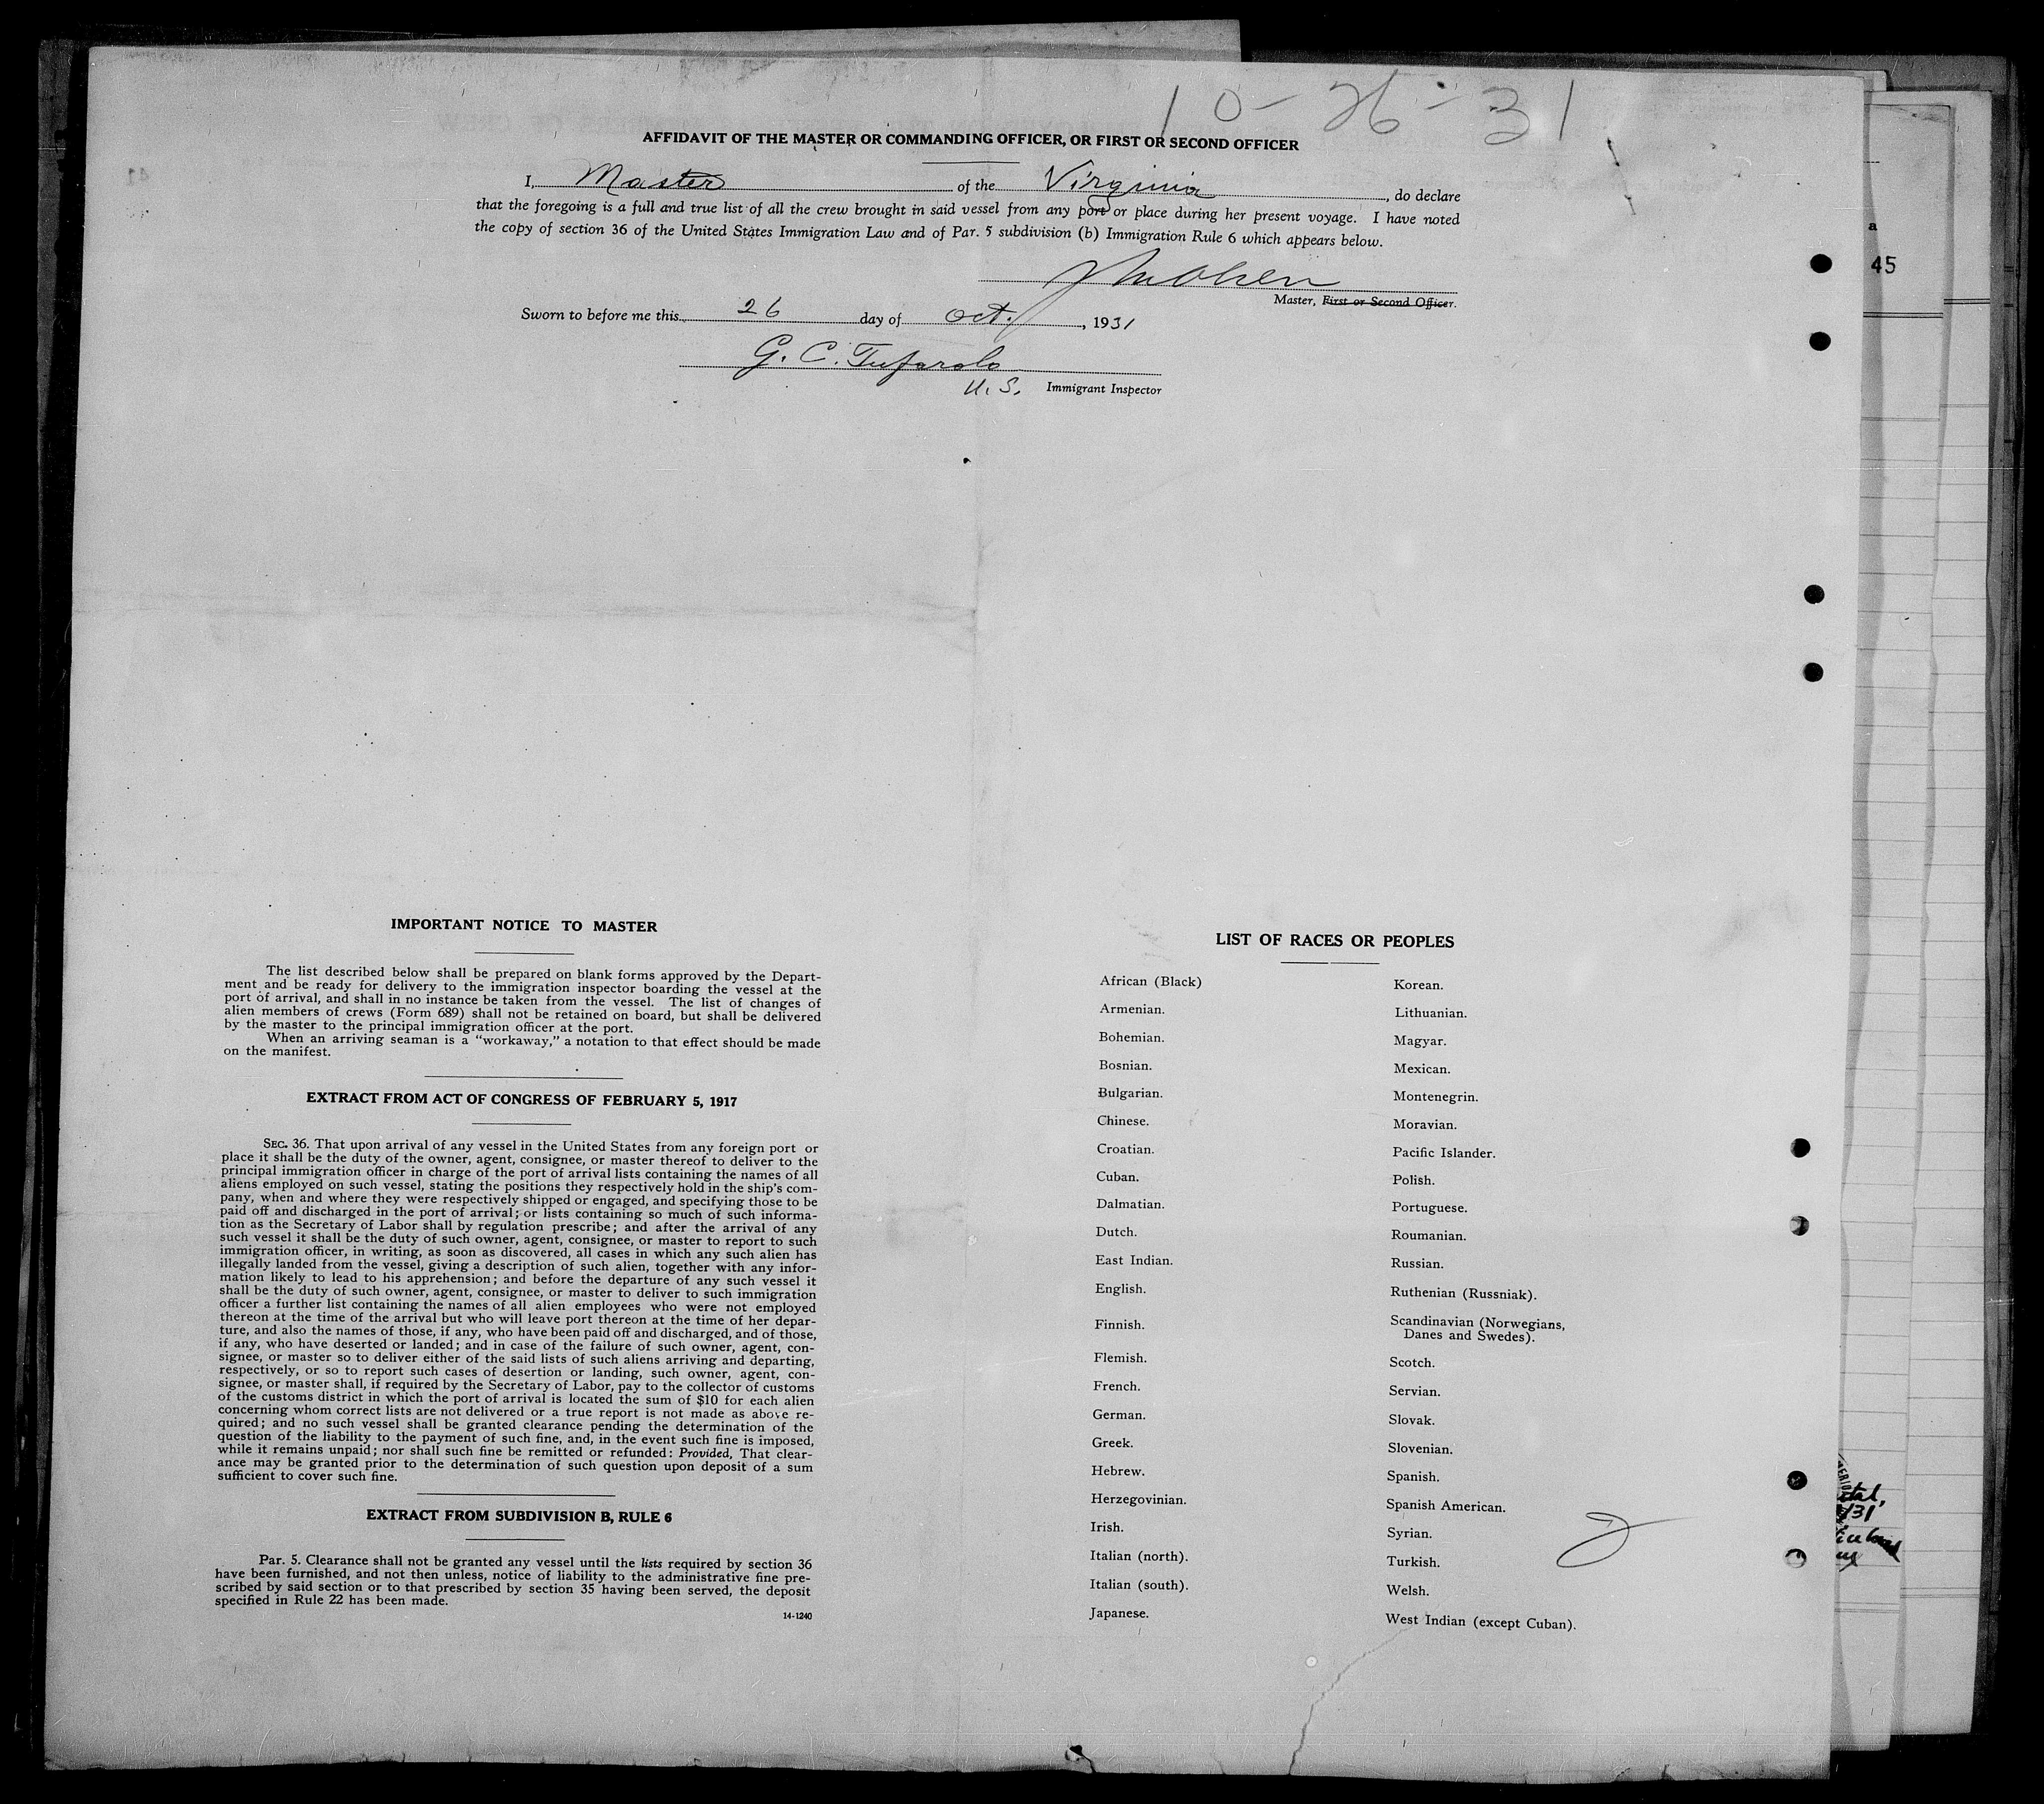 10-26-31
AFFIDAVIT OF THE MASTER OR COMMANDING OFFICER, OR FIRST OR SECOND OFFICER
I, Master of the Virginia, do declare
that the foregoing is a full and true list of all the crew brought in said vessel from any port or place during her present voyage. I have noted
the copy of section 36 of the United States Immigration Law and of Par. 5 subdivision (b) Immigration Rule 6 which appears below.
Master, First or Second Officer.
Sworn to before me this 26 day of Oct., 1931
G. C. Tufarolo
U. S. Immigrant Inspector
a
45
IMPORTANT NOTICE TO MASTER
The list described below shall be prepared on blank forms approved by the Depart-
ment and be ready for delivery to the immigration inspector boarding the vessel at the
port of arrival, and shall in no instance be taken from the vessel. The list of changes of
alien members of crews (Form 689) shall not be retained on board, but shall be delivered
by the master to the principal immigration officer at the port.
When an arriving seaman is a "workaway," a notation to that effect should be made
on the manifest.
EXTRACT FROM ACT OF CONGRESS OF FEBRUARY 5, 1917
SEC. 36. That upon arrival of any vessel in the United States from any foreign port or
place it shall be the duty of the owner, agent, consignee, or master thereof to deliver to the
principal immigration officer in charge of the port of arrival lists containing the names of all
aliens employed on such vessel, stating the positions they respectively hold in the ship's com-
pany, when and where they were respectively shipped or engaged, and specifying those to be
paid off and discharged in the port of arrival; or lists containing so much of such informa-
tion as the Secretary of Labor shall by regulation prescribe; and after the arrival of any
such vessel it shall be the duty of such owner, agent, consignee, or master to report to such
immigration officer, in writing, as soon as discovered, all cases in which any such alien has
illegally landed from the vessel, giving a description of such alien, together with any infor-
mation likely to lead to his apprehension; and before the departure of any such vessel it
shall be the duty of such owner, agent, consignee, or master to deliver to such immigration
officer a further list containing the names of all alien employees who were not employed
thereon at the time of the arrival but who will leave port thereon at the time of her depar-
ture, and also the names of those, if any, who have been paid off and discharged, and of those,
if any, who have deserted or landed; and in case of the failure of such owner, agent, con-
signee, or master so to deliver either of the said lists of such aliens arriving and departing,
respectively, or so to report such cases of desertion or landing, such owner, agent, con-
signee, or master shall, if required by the Secretary of Labor, pay to the collector of customs
of the customs district in which the port of arrival is located the sum of $10 for each alien
concerning whom correct lists are not delivered or a true report is not made as above re-
quired; and no such vessel shall be granted clearance pending the determination of the
question of the liability to the payment of such fine, and, in the event such fine is imposed,
while it remains unpaid; nor shall such fine be remitted or refunded: Provided, That clear-
ance may be granted prior to the determination of such question upon deposit of a sum
sufficient to cover such fine.
EXTRACT FROM SUBDIVISION B, RULE 6
Par. 5. Clearance shall not be granted any vessel until the lists required by section 36
have been furnished, and not then unless, notice of liability to the administrative fine pre-
scribed by said section or to that prescribed by section 35 having been served, the deposit
specified in Rule 22 has been made.
14-1240
LIST OF RACES OR PEOPLES
African (Black)
Armenian.
Bohemian.
Bosnian.
Bulgarian.
Chinese.
Croatian.
Cuban.
Dalmatian.
Dutch.
East Indian.
English.
Finnish.
Flemish.
French.
German.
Greek.
Hebrew.
Herzegovinian.
Irish.
Italian (north).
Italian (south).
Japanese.
Korean.
Lithuanian.
Magyar.
Mexican.
Montenegrin.
Moravian.
Pacific Islander.
Polish.
Portuguese.
Roumanian.
Russian.
Ruthenian (Russniak).
Scandinavian (Norwegians,
Danes and Swedes).
Scotch.
Servian.
Slovak.
Slovenian.
Spanish.
Spanish American.
Syrian.
Turkish.
Welsh.
West Indian (except Cuban).